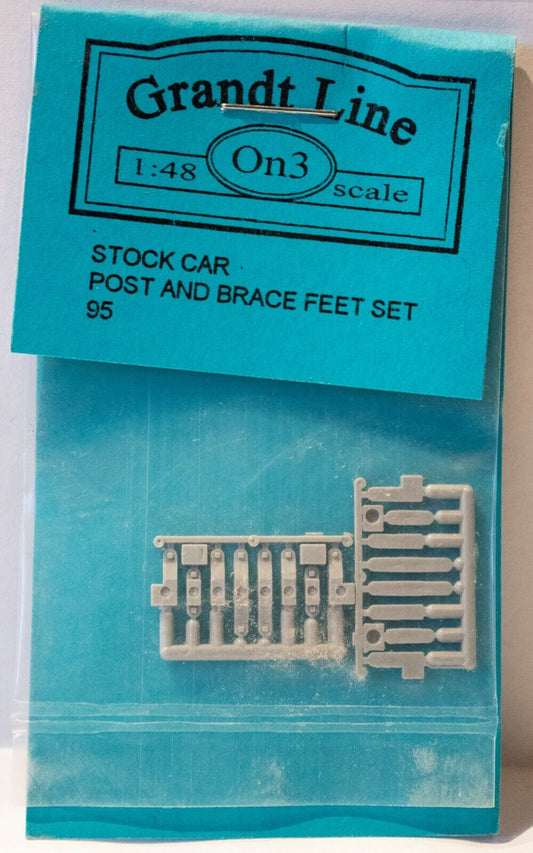 Grandt Line
1:48 On3 scale
STOCK CAR
POST AND BRACE FEET SET
95